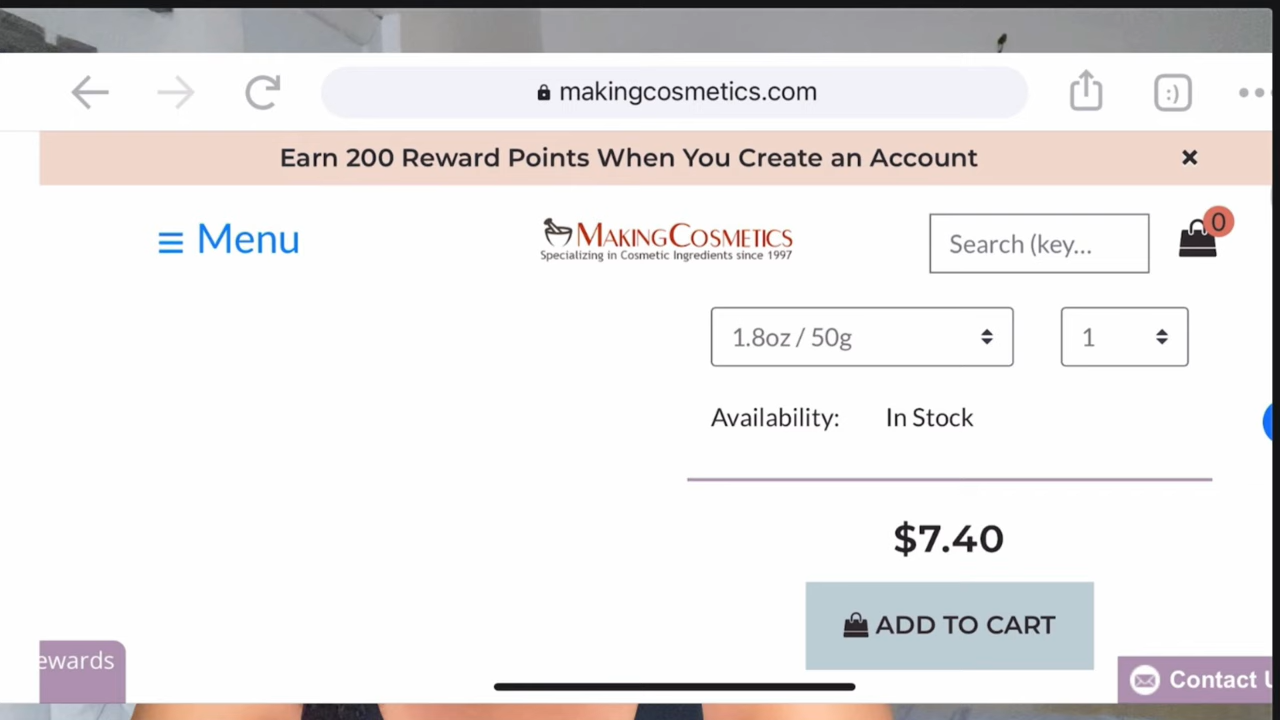 makingcosmetics.com
:)
Earn 200 Reward Points When You Create an Account
Menu
MAKINGCOSMETICS
Specializing in Cosmetic Ingredients since 1997
Search (key...
0
1.8oz / 50g
1
Availability: In Stock
$7.40
ADD TO CART
ewards
Contact U